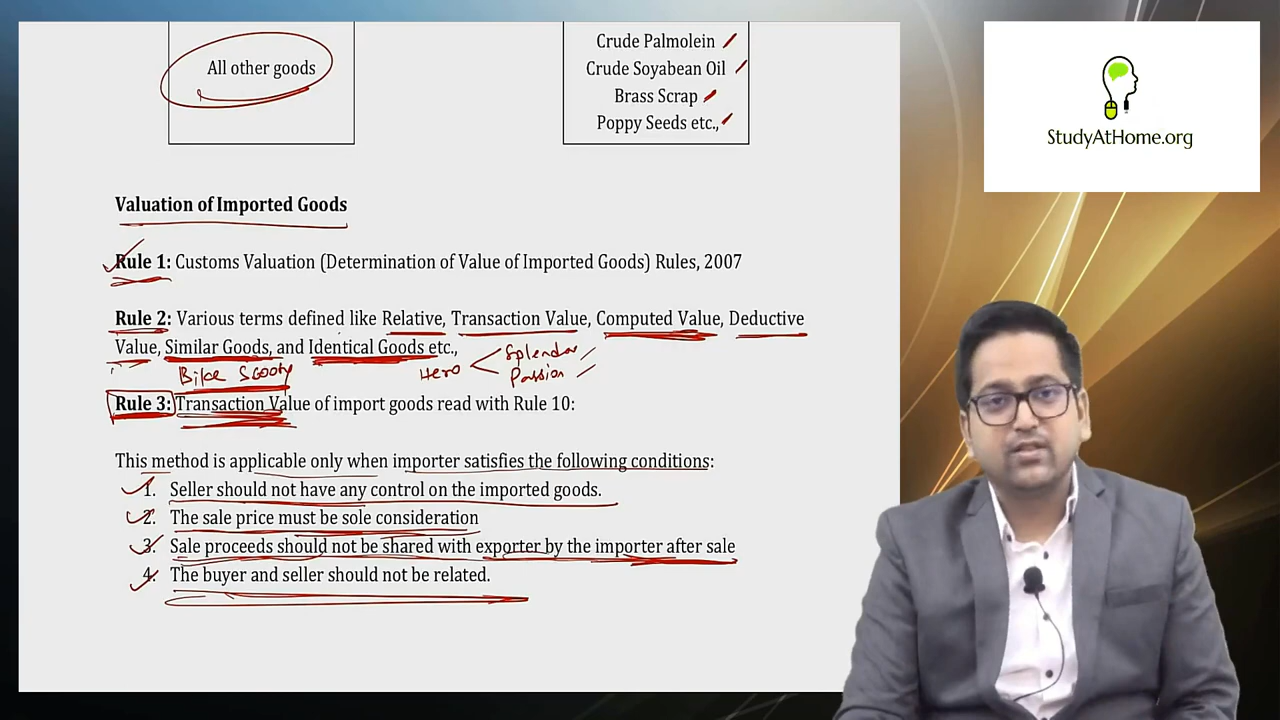 All other goods
Crude Palmolein
Crude Soyabean Oil
Brass Scrap
Poppy Seeds etc.,
StudyAtHome.org
Valuation of Imported Goods
Rule 1: Customs Valuation (Determination of Value of Imported Goods) Rules, 2007
Rule 2: Various terms defined like Relative, Transaction Value, Computed Value, Deductive
Value, Similar Goods, and Identical Goods etc.,
Bike Scooty
Hero
Splendor
Passion
Rule 3: Transaction Value of import goods read with Rule 10:
This method is applicable only when importer satisfies the following conditions:
1. Seller should not have any control on the imported goods.
2. The sale price must be sole consideration
3. Sale proceeds should not be shared with exporter by the importer after sale
4. The buyer and seller should not be related.